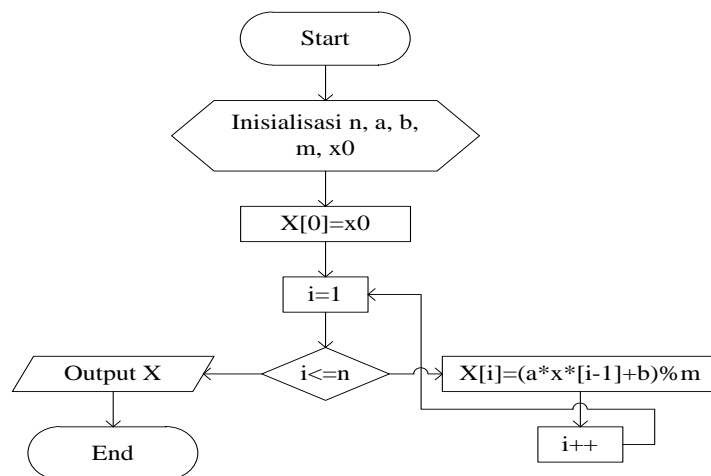 Start
Inisialisasi n, a, b,
m, x0
X[0]=x0
i=1
i<=n
Output X
X[i]=(a*x*[i-1]+b)%m
i++
End